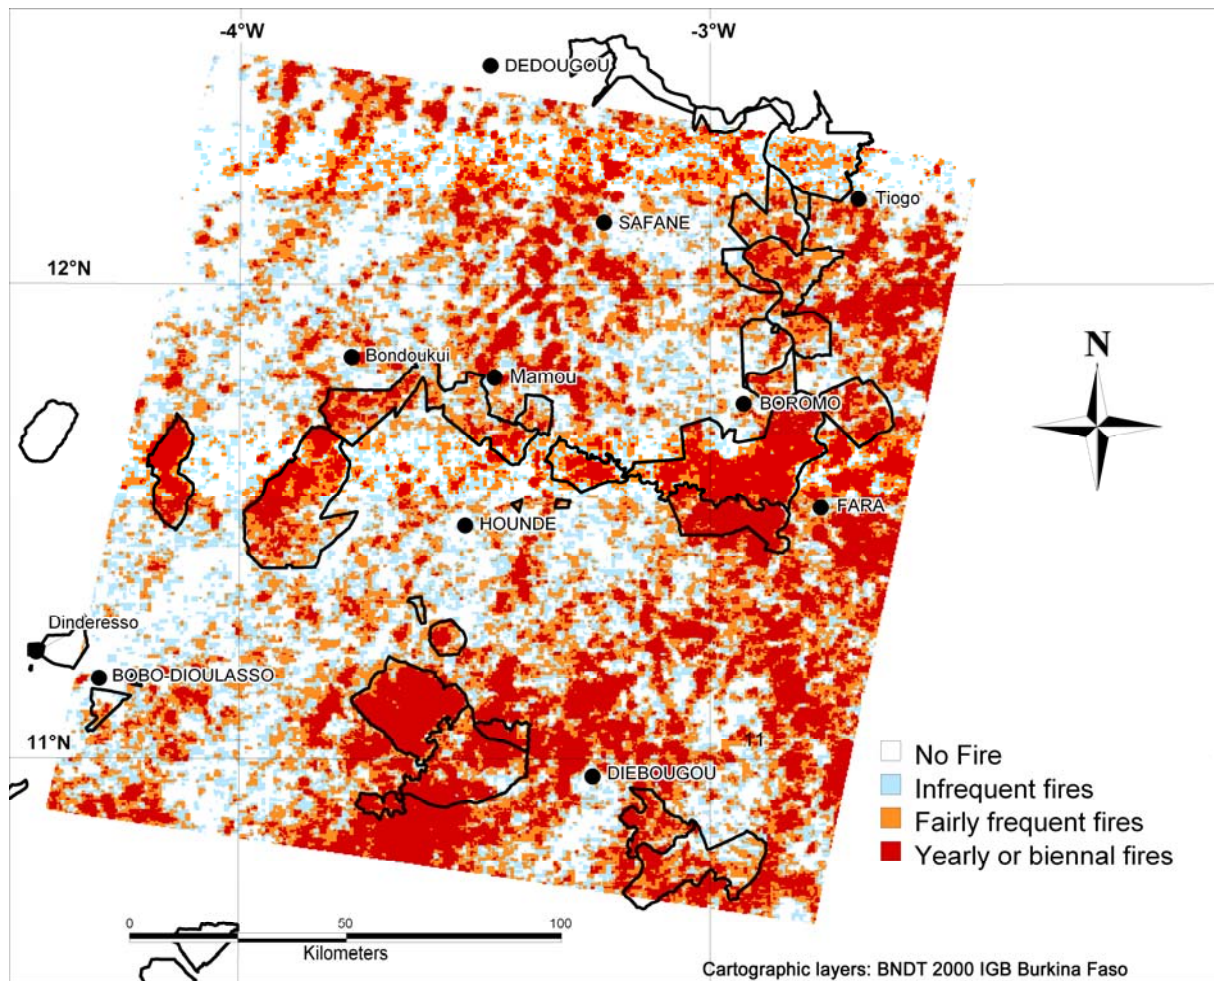 -4°W
-3°W
DEDOUGOU
Tiogo
SAFANE
12°N
N
Bondoukui
Mamou
BOROMO
FARA
HOUNDE
Dinderesso
BOBO-DIOULASSO
11°N
11
DIEBOUGOU
No Fire
Infrequent fires
Fairly frequent fires
Yearly or biennal fires
0 50 100
Kilometers
Cartographic layers: BNDT 2000 IGB Burkina Faso